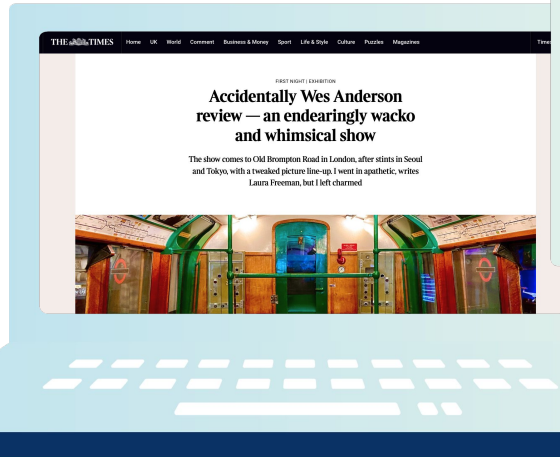 THE TIMES
Home UK World Comment Business & Money Sport Life & Style Culture Puzzles Magazines
FIRST NIGHT | EXHIBITION
Accidentally Wes Anderson
review — an endearingly wacko
and whimsical show
The show comes to Old Brompton Road in London, after stints in Seoul
and Tokyo, with a tweaked picture line-up. I went in apathetic, writes
Laura Freeman, but I left charmed